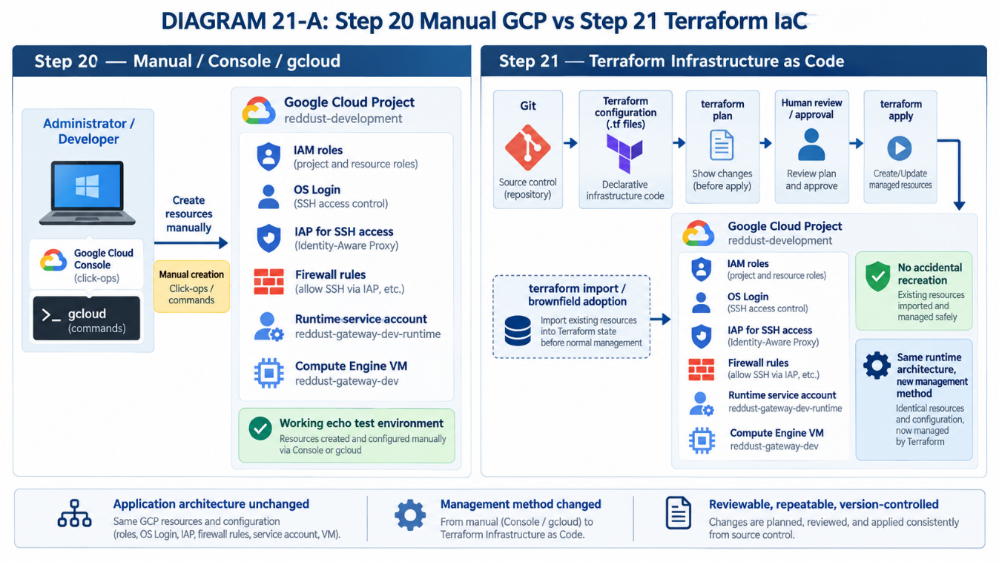 DIAGRAM 21-A: Step 20 Manual GCP vs Step 21 Terraform IaC
Step 20 — Manual / Console / gcloud
Administrator /
Developer
Google Cloud
Console
(click-ops)
>_ gcloud
(commands)
Create
resources
manually
Manual creation
Click-ops /
commands
Google Cloud Project
reddust-development
IAM roles
(project and resource roles)
OS Login
(SSH access control)
IAP for SSH access
(Identity-Aware Proxy)
Firewall rules
(allow SSH via IAP, etc.)
Runtime service account
reddust-gateway-dev-runtime
Compute Engine VM
reddust-gateway-dev
Working echo test environment
Resources created and configured manually
via Console or gcloud
Step 21 — Terraform Infrastructure as Code
Git
Source control
(repository)
Terraform
configuration
(.tf files)
Declarative
infrastructure code
terraform
plan
Show changes
(before apply)
Human review
/ approval
Review plan
and approve
terraform
apply
Create/Update
managed resources
terraform import /
brownfield adoption
Import existing resources
into Terraform state
before normal management
Google Cloud Project
reddust-development
IAM roles
(project and resource roles)
OS Login
(SSH access control)
IAP for SSH access
(Identity-Aware Proxy)
Firewall rules
(allow SSH via IAP, etc.)
Runtime service account
reddust-gateway-dev-runtime
Compute Engine VM
reddust-gateway-dev
No accidental
recreation
Existing resources
imported and
managed safely
Same runtime
architecture,
new management
method
Identical resources
and configuration,
now managed
by Terraform
Application architecture unchanged
Same GCP resources and configuration
(roles, OS Login, IAP, firewall rules, service account, VM).
Management method changed
From manual (Console / gcloud) to
Terraform Infrastructure as Code.
Reviewable, repeatable, version-controlled
Changes are planned, reviewed, and applied consistently
from source control.